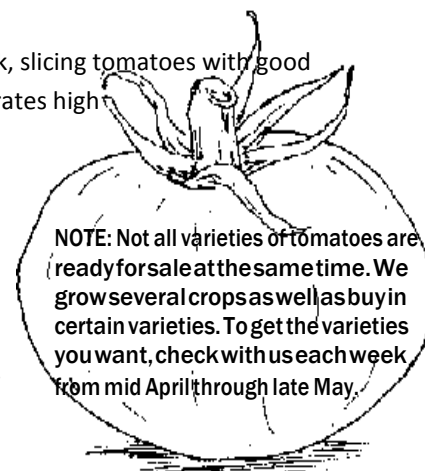 k, slicing tomatoes with good
rates high
NOTE: Not all varieties of tomatoes are
ready for sale at the same time. We
grow several crops as well as buy in
certain varieties. To get the varieties
you want, check with us each week
from mid April through late May.